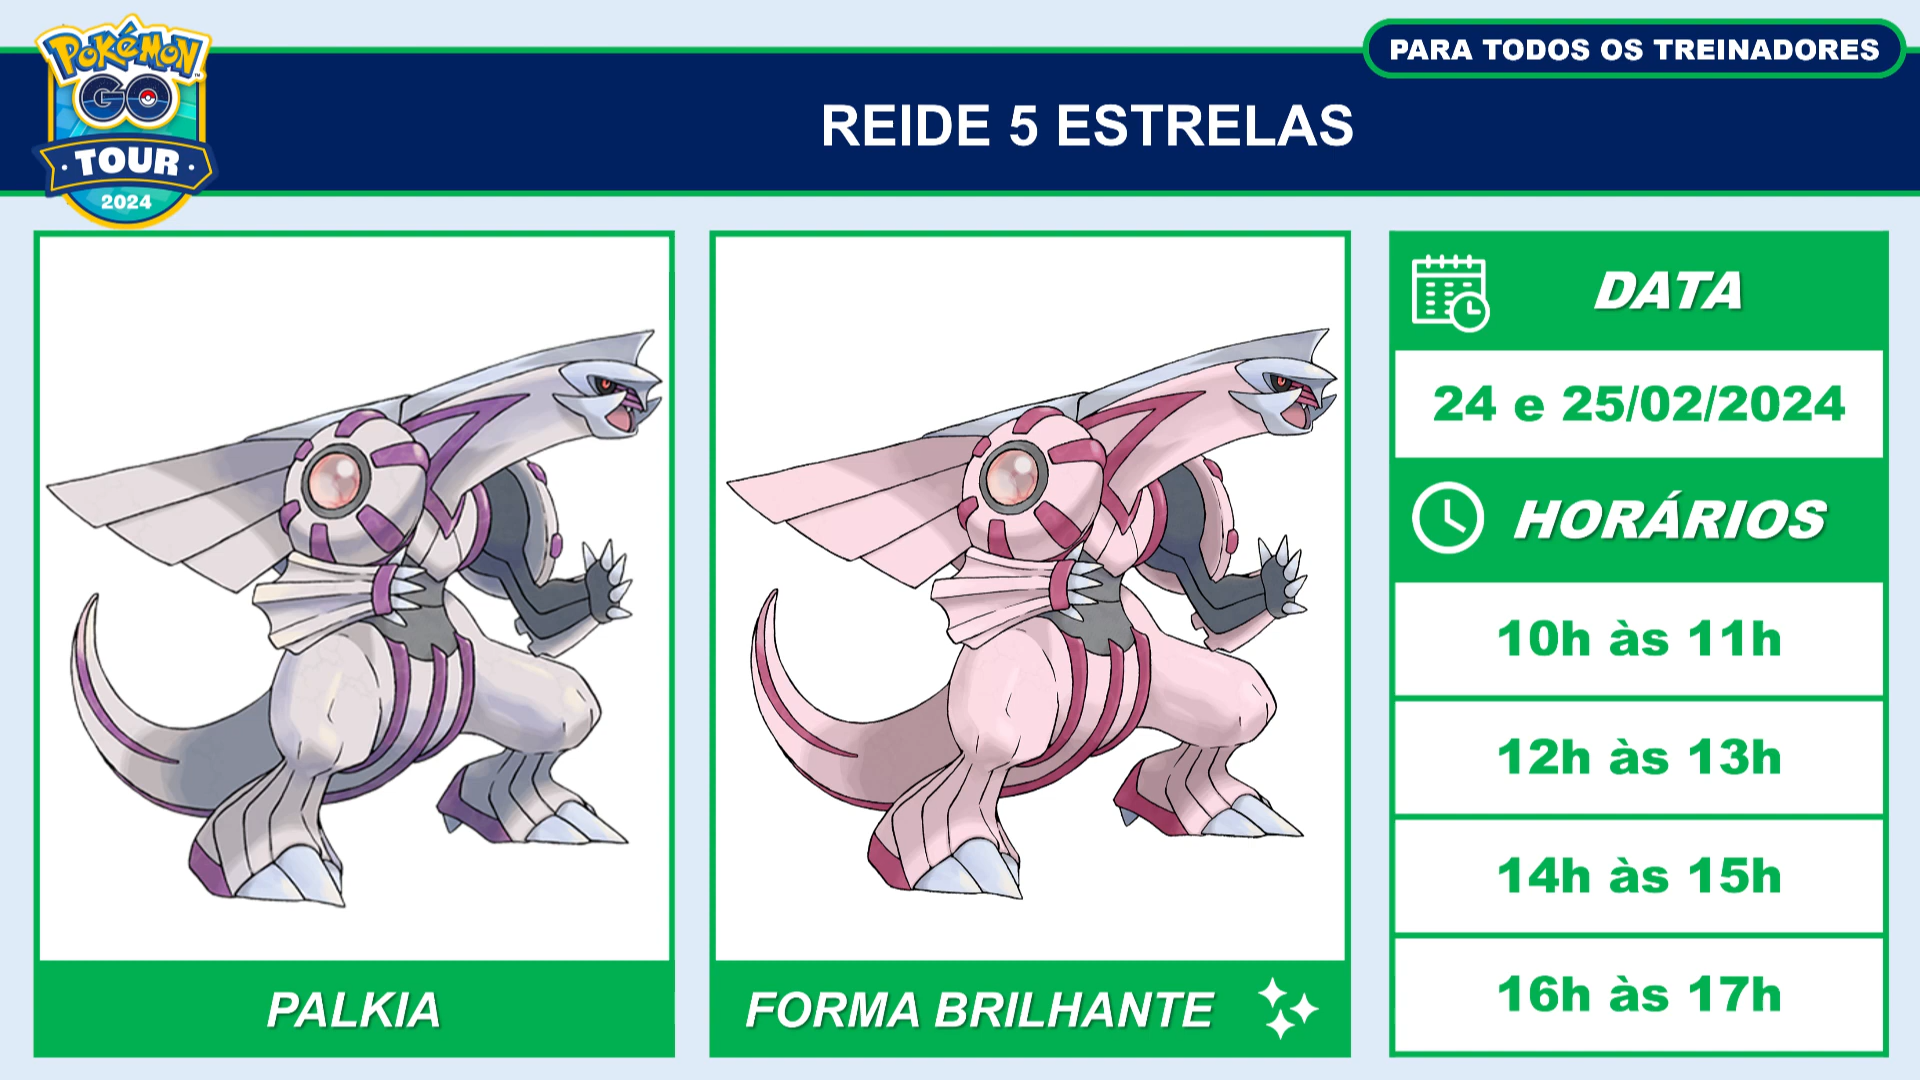 POKÉMON
GO
TOUR
2024
PARA TODOS OS TREINADORES
REIDE 5 ESTRELAS
PALKIA
FORMA BRILHANTE
DATA
24 e 25/02/2024
HORÁRIOS
10h às 11h
12h às 13h
14h às 15h
16h às 17h